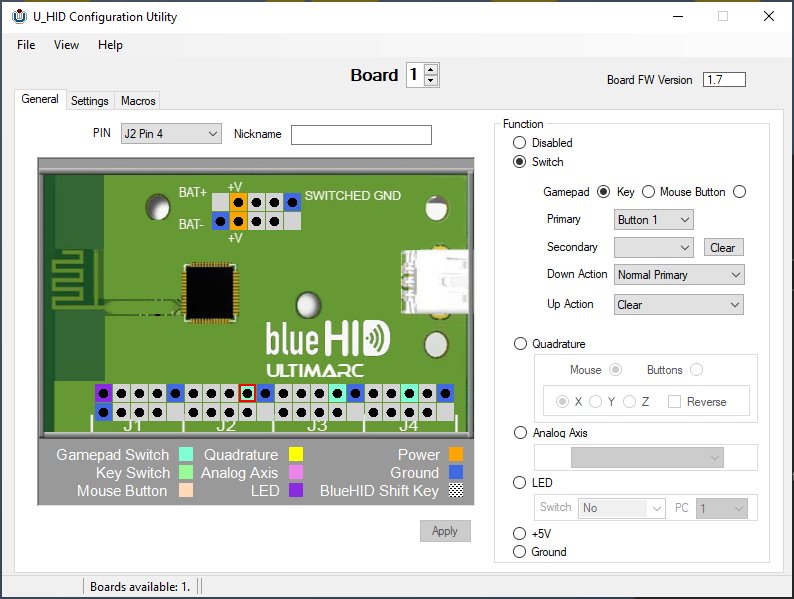 U_HID Configuration Utility
File View Help
Board 1
Board FW Version 1.7
General Settings Macros
PIN J2 Pin 4 Nickname
BAT+ +V SWITCHED GND
BAT- +V
blueHID
ULTIMARC
J1 J2 J3 J4
Gamepad Switch Quadrature Power
Key Switch Analog Axis Ground
Mouse Button LED BlueHID Shift Key
Apply
Function
Disabled
Switch
Gamepad Key Mouse Button
Primary Button 1
Secondary Clear
Down Action Normal Primary
Up Action Clear
Quadrature
Mouse Buttons
X Y Z Reverse
Analog Axis
LED
Switch No PC 1
+5V
Ground
Boards available: 1.